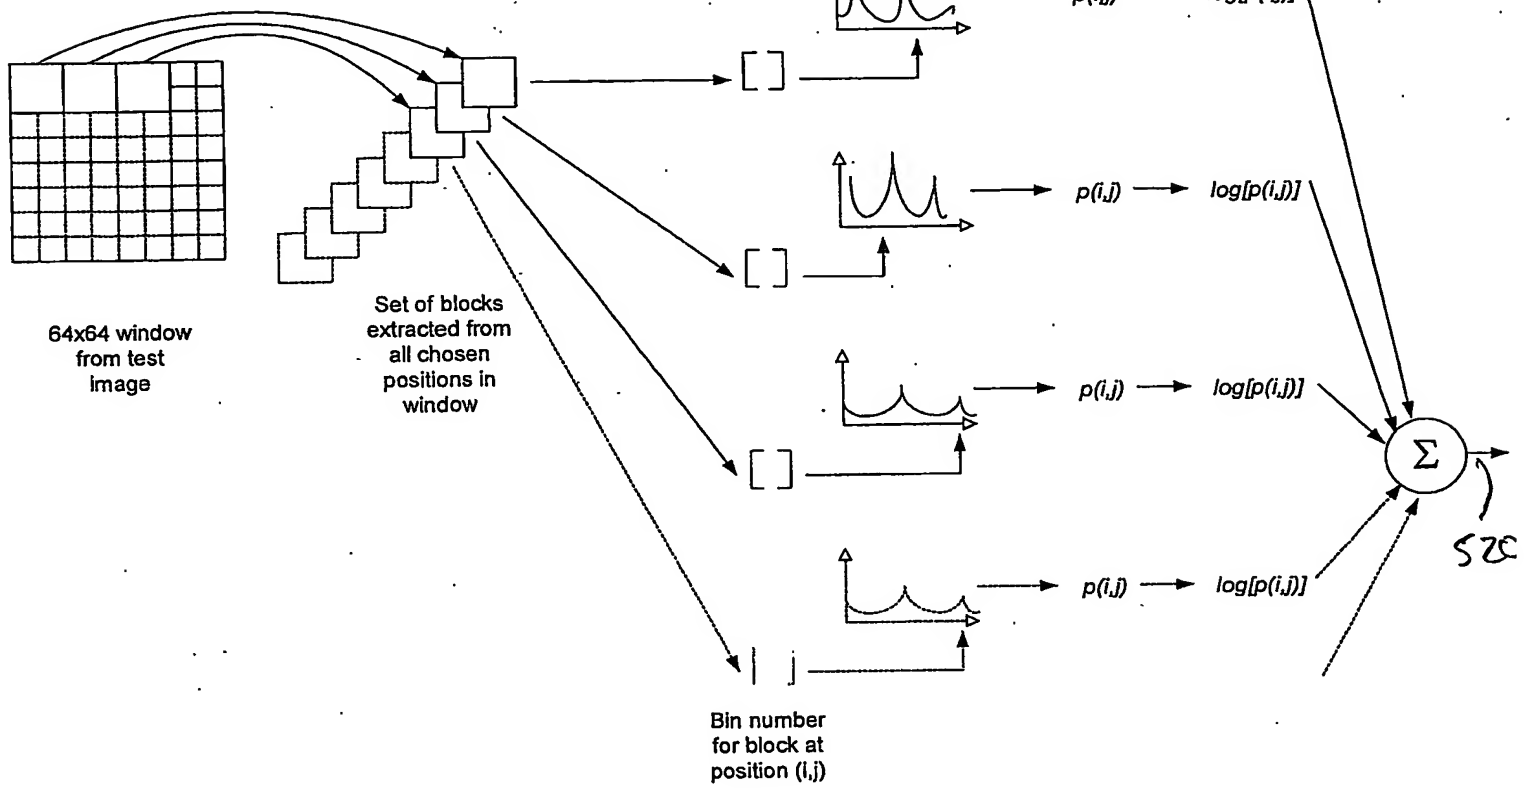 p(i,j) log[p(i,j)]
p(i,j) log[p(i,j)]
p(i,j) log[p(i,j)]
64x64 window
from test
image
Set of blocks
extracted from
all chosen
positions in
window
Σ
Bin number
for block at
position (i,j)